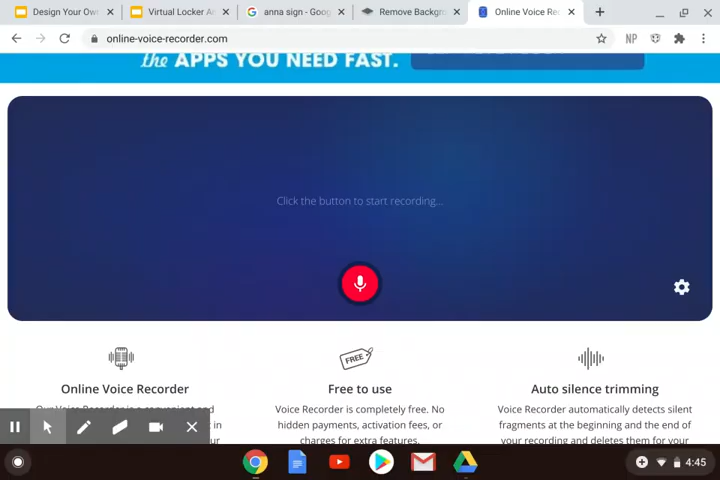 Design Your Ow
Virtual Locker A
anna sign - Goog
Remove Backgr
Online Voice Rec
online-voice-recorder.com
NP
the APPS YOU NEED FAST.
Click the button to start recording...
FREE
Online Voice Recorder
Free to use
Auto silence trimming
Voice Recorder is completely free. No
hidden payments, activation fees, or
charges for extra features.
Voice Recorder automatically detects silent
fragments at the beginning and the end of
your recording and deletes them for your
4:45